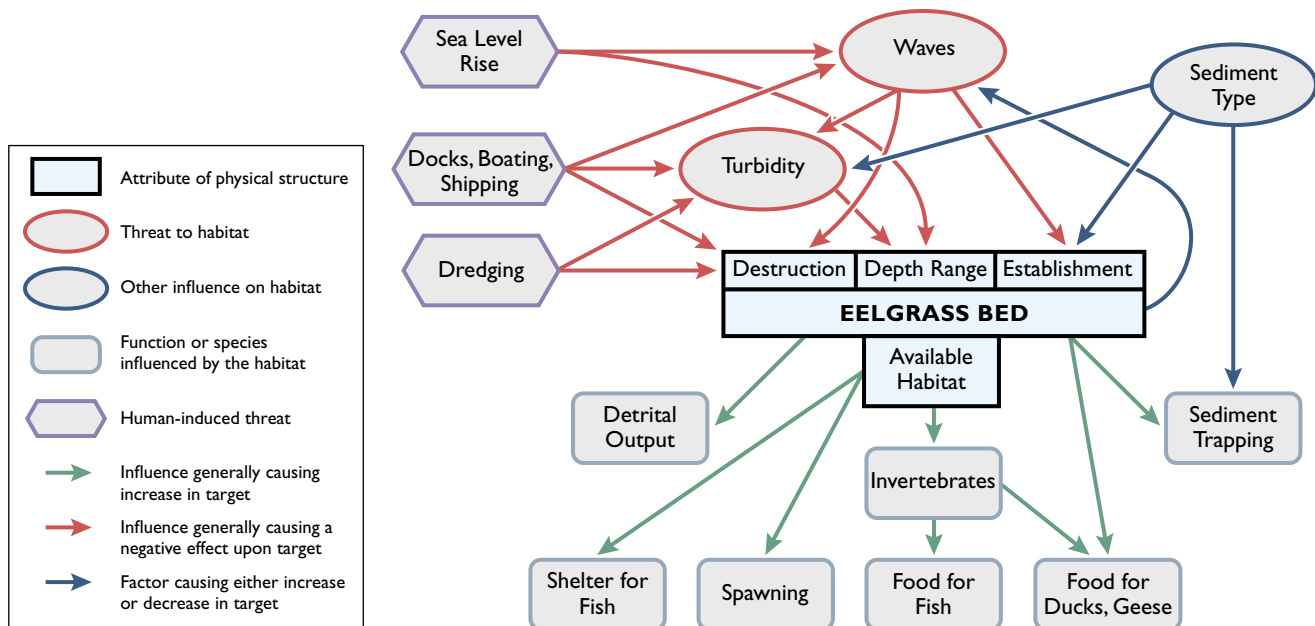 Sea Level
Rise
Waves
Sediment
Type
Docks, Boating,
Shipping
Turbidity
Dredging
Destruction
Depth Range
Establishment
EELGRASS BED
Available
Habitat
Detrital
Output
Sediment
Trapping
Invertebrates
Shelter for
Fish
Spawning
Food for
Fish
Food for
Ducks, Geese
Attribute of physical structure
Threat to habitat
Other influence on habitat
Function or species
influenced by the habitat
Human-induced threat
Influence generally causing
increase in target
Influence generally causing a
negative effect upon target
Factor causing either increase
or decrease in target